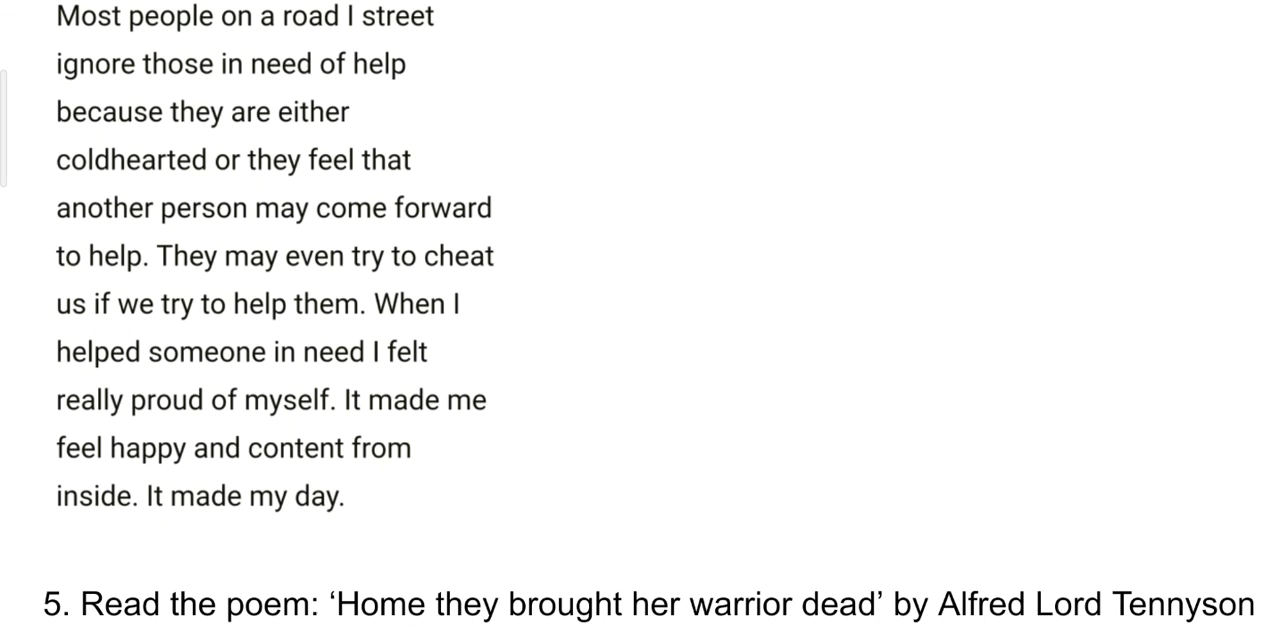 Most people on a road I street
ignore those in need of help
because they are either
coldhearted or they feel that
another person may come forward
to help. They may even try to cheat
us if we try to help them. When I
helped someone in need I felt
really proud of myself. It made me
feel happy and content from
inside. It made my day.
5. Read the poem: ‘Home they brought her warrior dead’ by Alfred Lord Tennyson